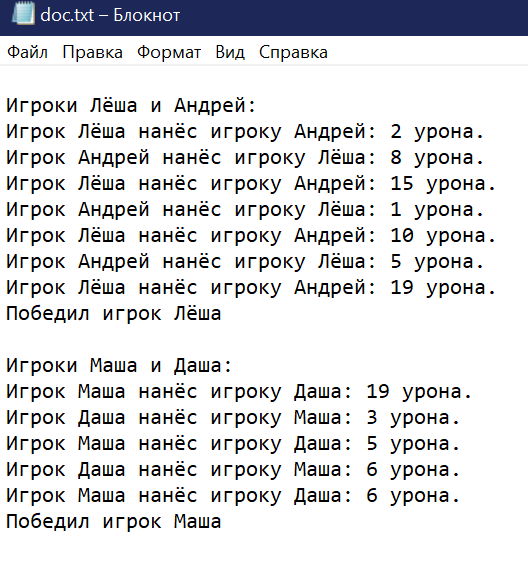 doc.txt – Блокнот
Файл Правка Формат Вид Справка
Игроки Лёша и Андрей:
Игрок Лёша нанёс игроку Андрей: 2 урона.
Игрок Андрей нанёс игроку Лёша: 8 урона.
Игрок Лёша нанёс игроку Андрей: 15 урона.
Игрок Андрей нанёс игроку Лёша: 1 урона.
Игрок Лёша нанёс игроку Андрей: 10 урона.
Игрок Андрей нанёс игроку Лёша: 5 урона.
Игрок Лёша нанёс игроку Андрей: 19 урона.
Победил игрок Лёша
Игроки Маша и Даша:
Игрок Маша нанёс игроку Даша: 19 урона.
Игрок Даша нанёс игроку Маша: 3 урона.
Игрок Маша нанёс игроку Даша: 5 урона.
Игрок Даша нанёс игроку Маша: 6 урона.
Игрок Маша нанёс игроку Даша: 6 урона.
Победил игрок Маша